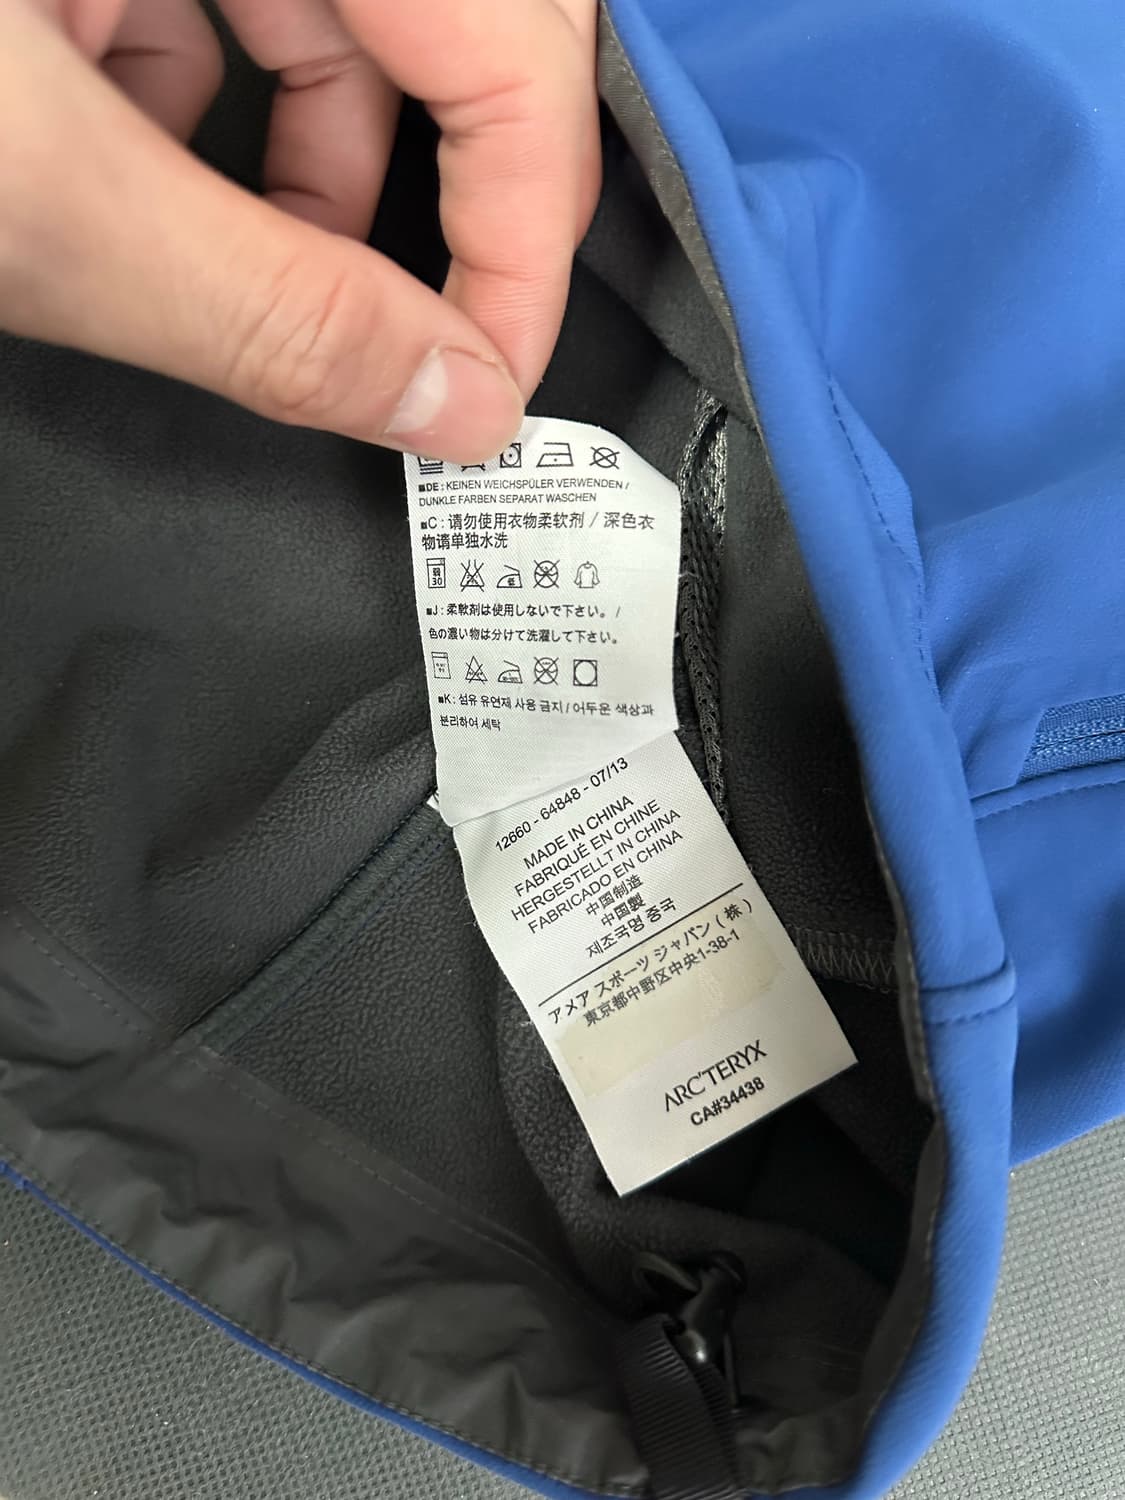 ■DE : KEINEN WEICHSPÜLER VERWENDEN /
DUNKLE FARBEN SEPARAT WASCHEN
■C : 请勿使用衣物柔软剂 / 深色衣
物请单独水洗
30
■J : 柔軟剤は使用しないで下さい。 /
色の濃い物は分けて洗濯して下さい。
■K : 섬유 유연제 사용 금지 / 어두운 색상과
분리하여 세탁
12660 - 64848 - 07/13
MADE IN CHINA
FABRIQUÉ EN CHINE
HERGESTELLT IN CHINA
FABRICADO EN CHINA
中国制造
中国製
제조국명 중국
アメア スポーツ ジャパン ( 株 )
東京都中野区中央1-38-1
ARC'TERYX
CA#34438